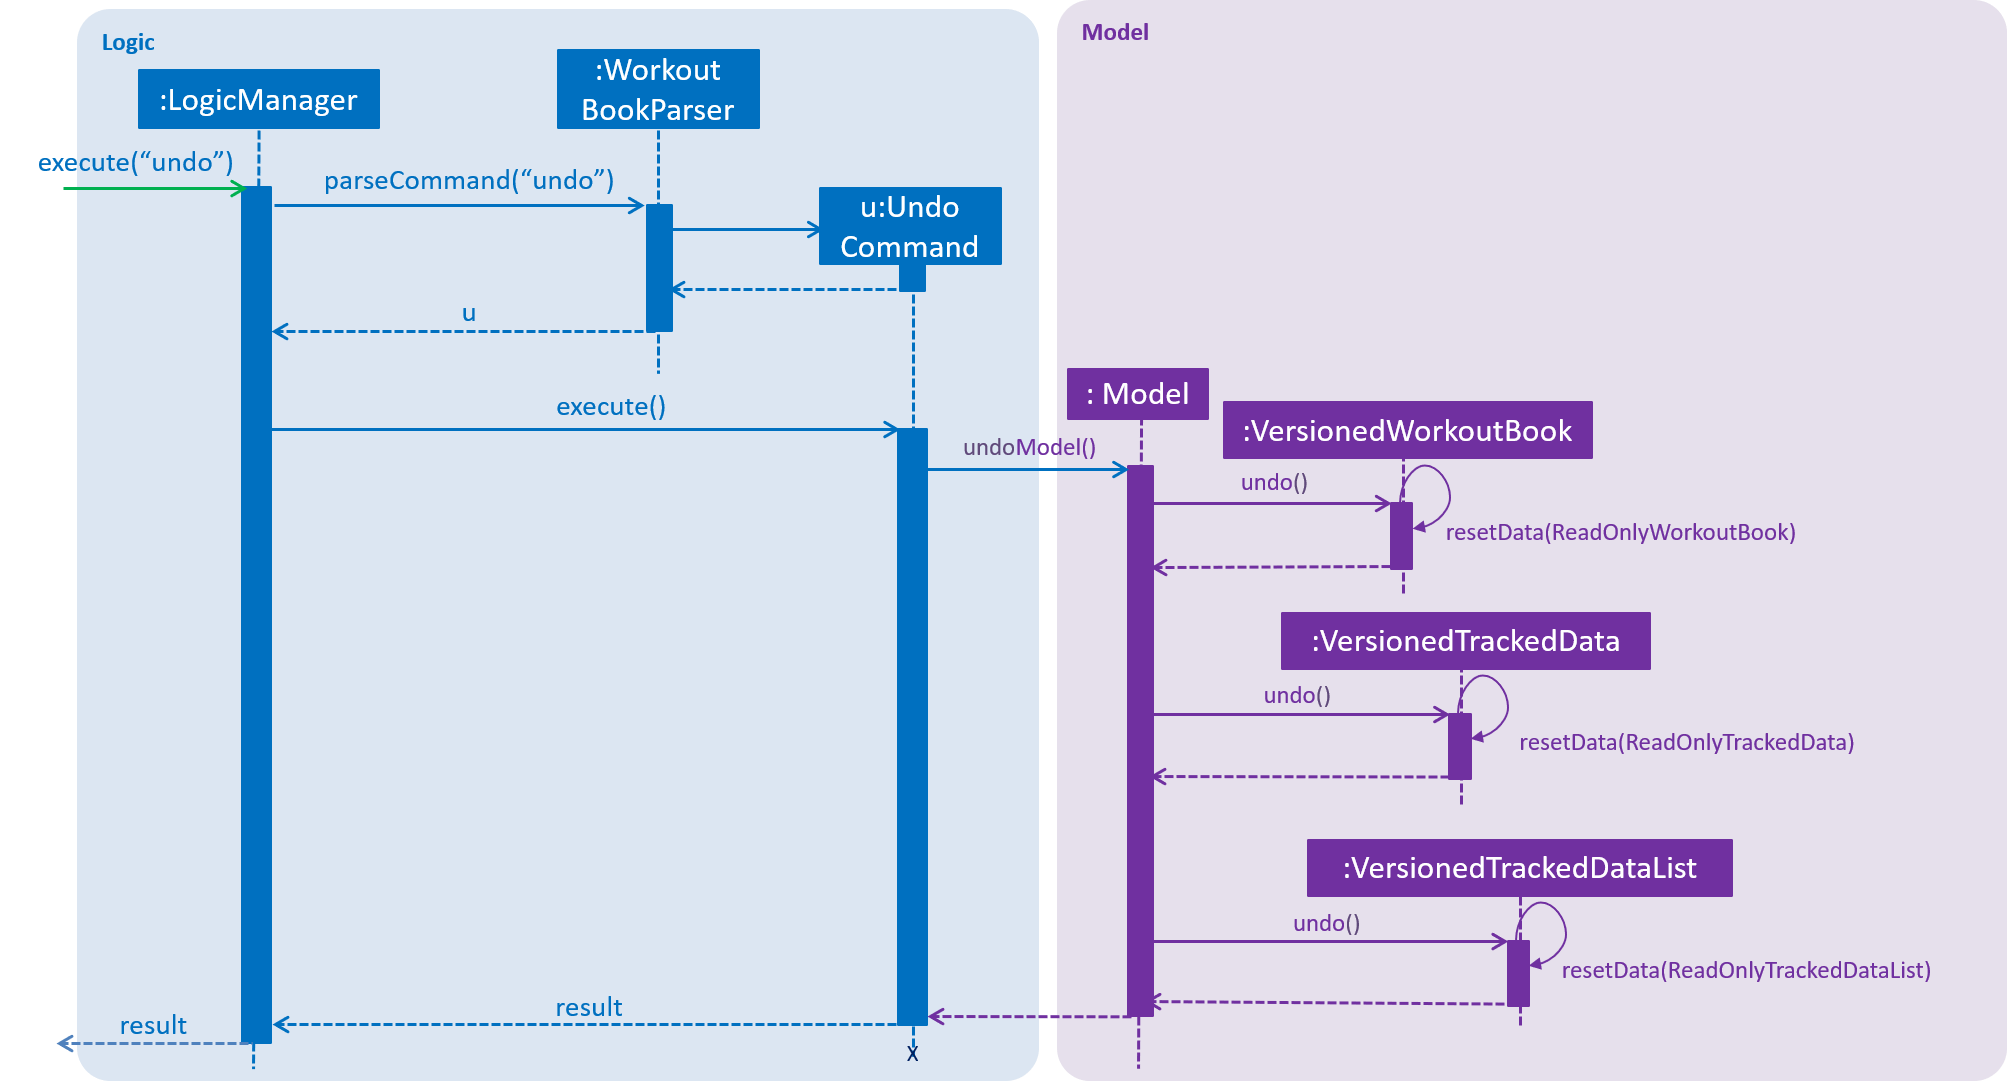 Logic
Model
:LogicManager
:Workout
BookParser
execute(“undo”)
parseCommand(“undo”)
u:Undo
Command
u
execute()
: Model
:VersionedWorkoutBook
undoModel()
undo()
resetData(ReadOnlyWorkoutBook)
:VersionedTrackedData
undo()
resetData(ReadOnlyTrackedData)
:VersionedTrackedDataList
undo()
resetData(ReadOnlyTrackedDataList)
result
result
X